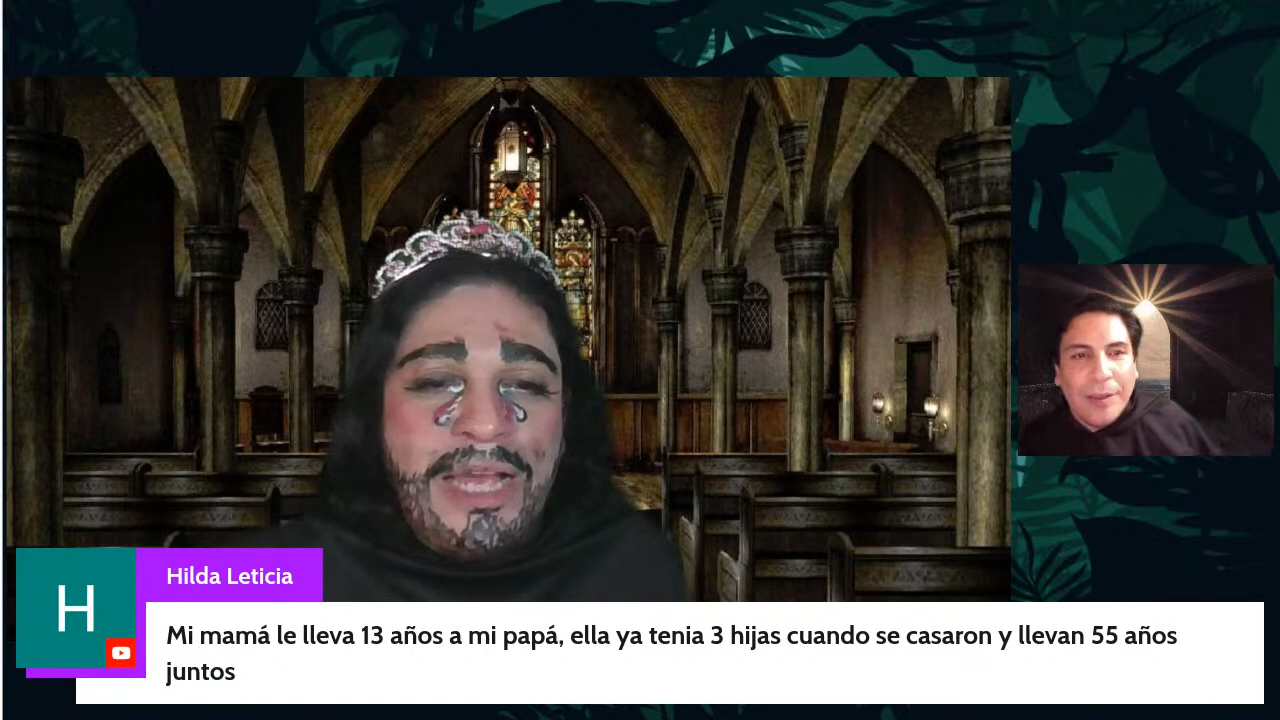 H
Hilda Leticia
Mi mamá le lleva 13 años a mi papá, ella ya tenia 3 hijas cuando se casaron y llevan 55 años
juntos